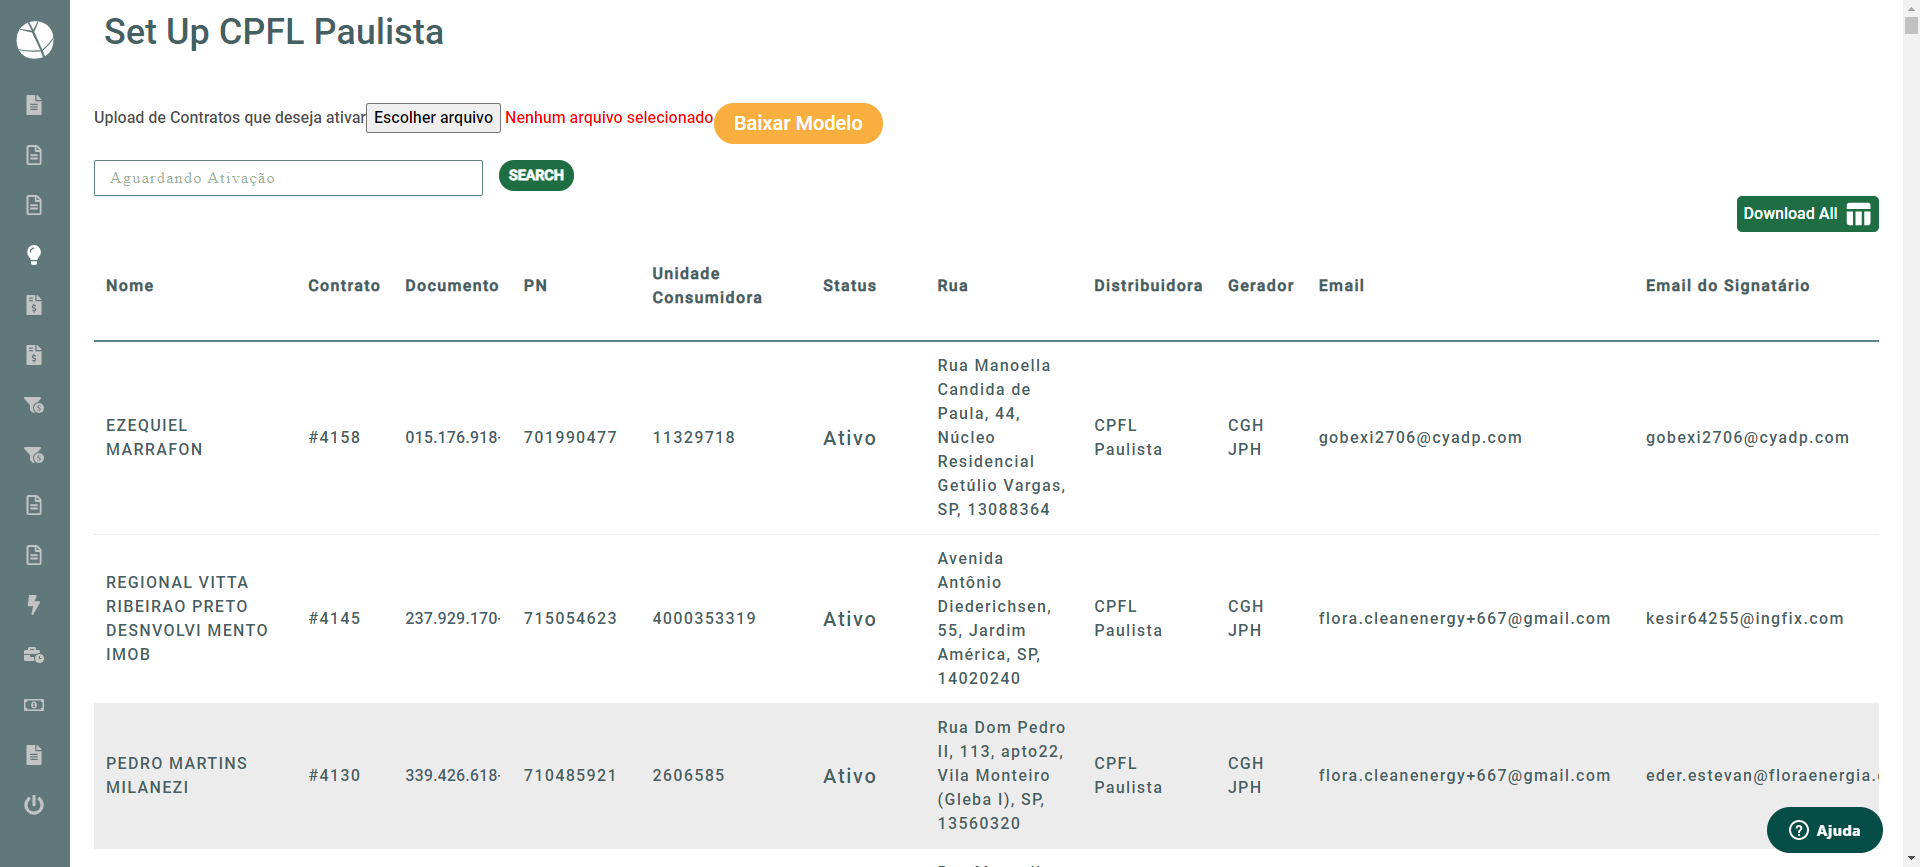 Set Up CPFL Paulista
Upload de Contratos que deseja ativar Escolher arquivo Nenhum arquivo selecionado Baixar Modelo
Aguardando Ativação SEARCH
Download All
Nome Contrato Documento PN Unidade Consumidora Status Rua Distribuidora Gerador Email Email do Signatário
EZEQUIEL
MARRAFON
#4158
015.176.918-
701990477
11329718
Ativo
Rua Manoella
Candida de
Paula, 44,
Núcleo
Residencial
Getúlio Vargas,
SP, 13088364
CPFL
Paulista
CGH
JPH
gobexi2706@cyadp.com
gobexi2706@cyadp.com
REGIONAL VITTA
RIBEIRAO PRETO
DESNVOLVI MENTO
IMOB
#4145
237.929.170-
715054623
4000353319
Ativo
Avenida
Antônio
Diederichsen,
55, Jardim
América, SP,
14020240
CPFL
Paulista
CGH
JPH
flora.cleanenergy+667@gmail.com
kesir64255@ingfix.com
PEDRO MARTINS
MILANEZI
#4130
339.426.618-
710485921
2606585
Ativo
Rua Dom Pedro
II, 113, apto22,
Vila Monteiro
(Gleba I), SP,
13560320
CPFL
Paulista
CGH
JPH
flora.cleanenergy+667@gmail.com
eder.estevan@floraenergia.
Ajuda